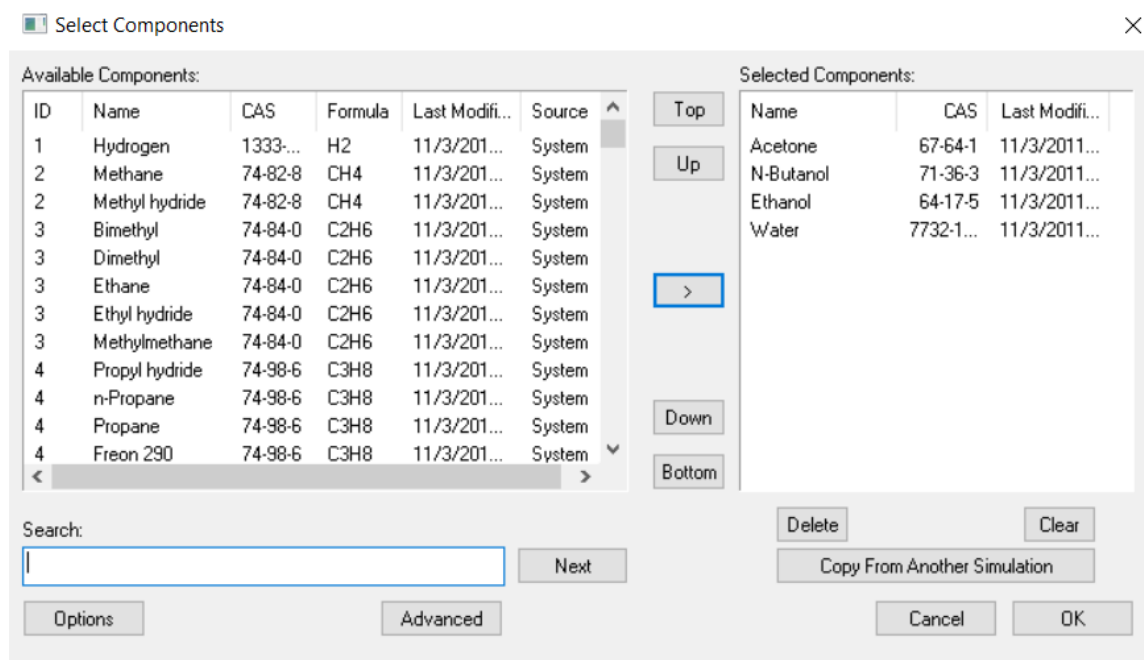 Select Components
Available Components:
ID Name CAS Formula Last Modifi... Source
1 Hydrogen 1333-... H2 11/3/201... System
2 Methane 74-82-8 CH4 11/3/201... System
2 Methyl hydride 74-82-8 CH4 11/3/201... System
3 Bimethyl 74-84-0 C2H6 11/3/201... System
3 Dimethyl 74-84-0 C2H6 11/3/201... System
3 Ethane 74-84-0 C2H6 11/3/201... System
3 Ethyl hydride 74-84-0 C2H6 11/3/201... System
3 Methylmethane 74-84-0 C2H6 11/3/201... System
4 Propyl hydride 74-98-6 C3H8 11/3/201... System
4 n-Propane 74-98-6 C3H8 11/3/201... System
4 Propane 74-98-6 C3H8 11/3/201... System
4 Freon 290 74-98-6 C3H8 11/3/201... System
Top
Up
>
Down
Bottom
Selected Components:
Name CAS Last Modifi...
Acetone 67-64-1 11/3/2011...
N-Butanol 71-36-3 11/3/2011...
Ethanol 64-17-5 11/3/2011...
Water 7732-1... 11/3/2011...
Search:
Next
Options
Advanced
Delete
Clear
Copy From Another Simulation
Cancel
OK